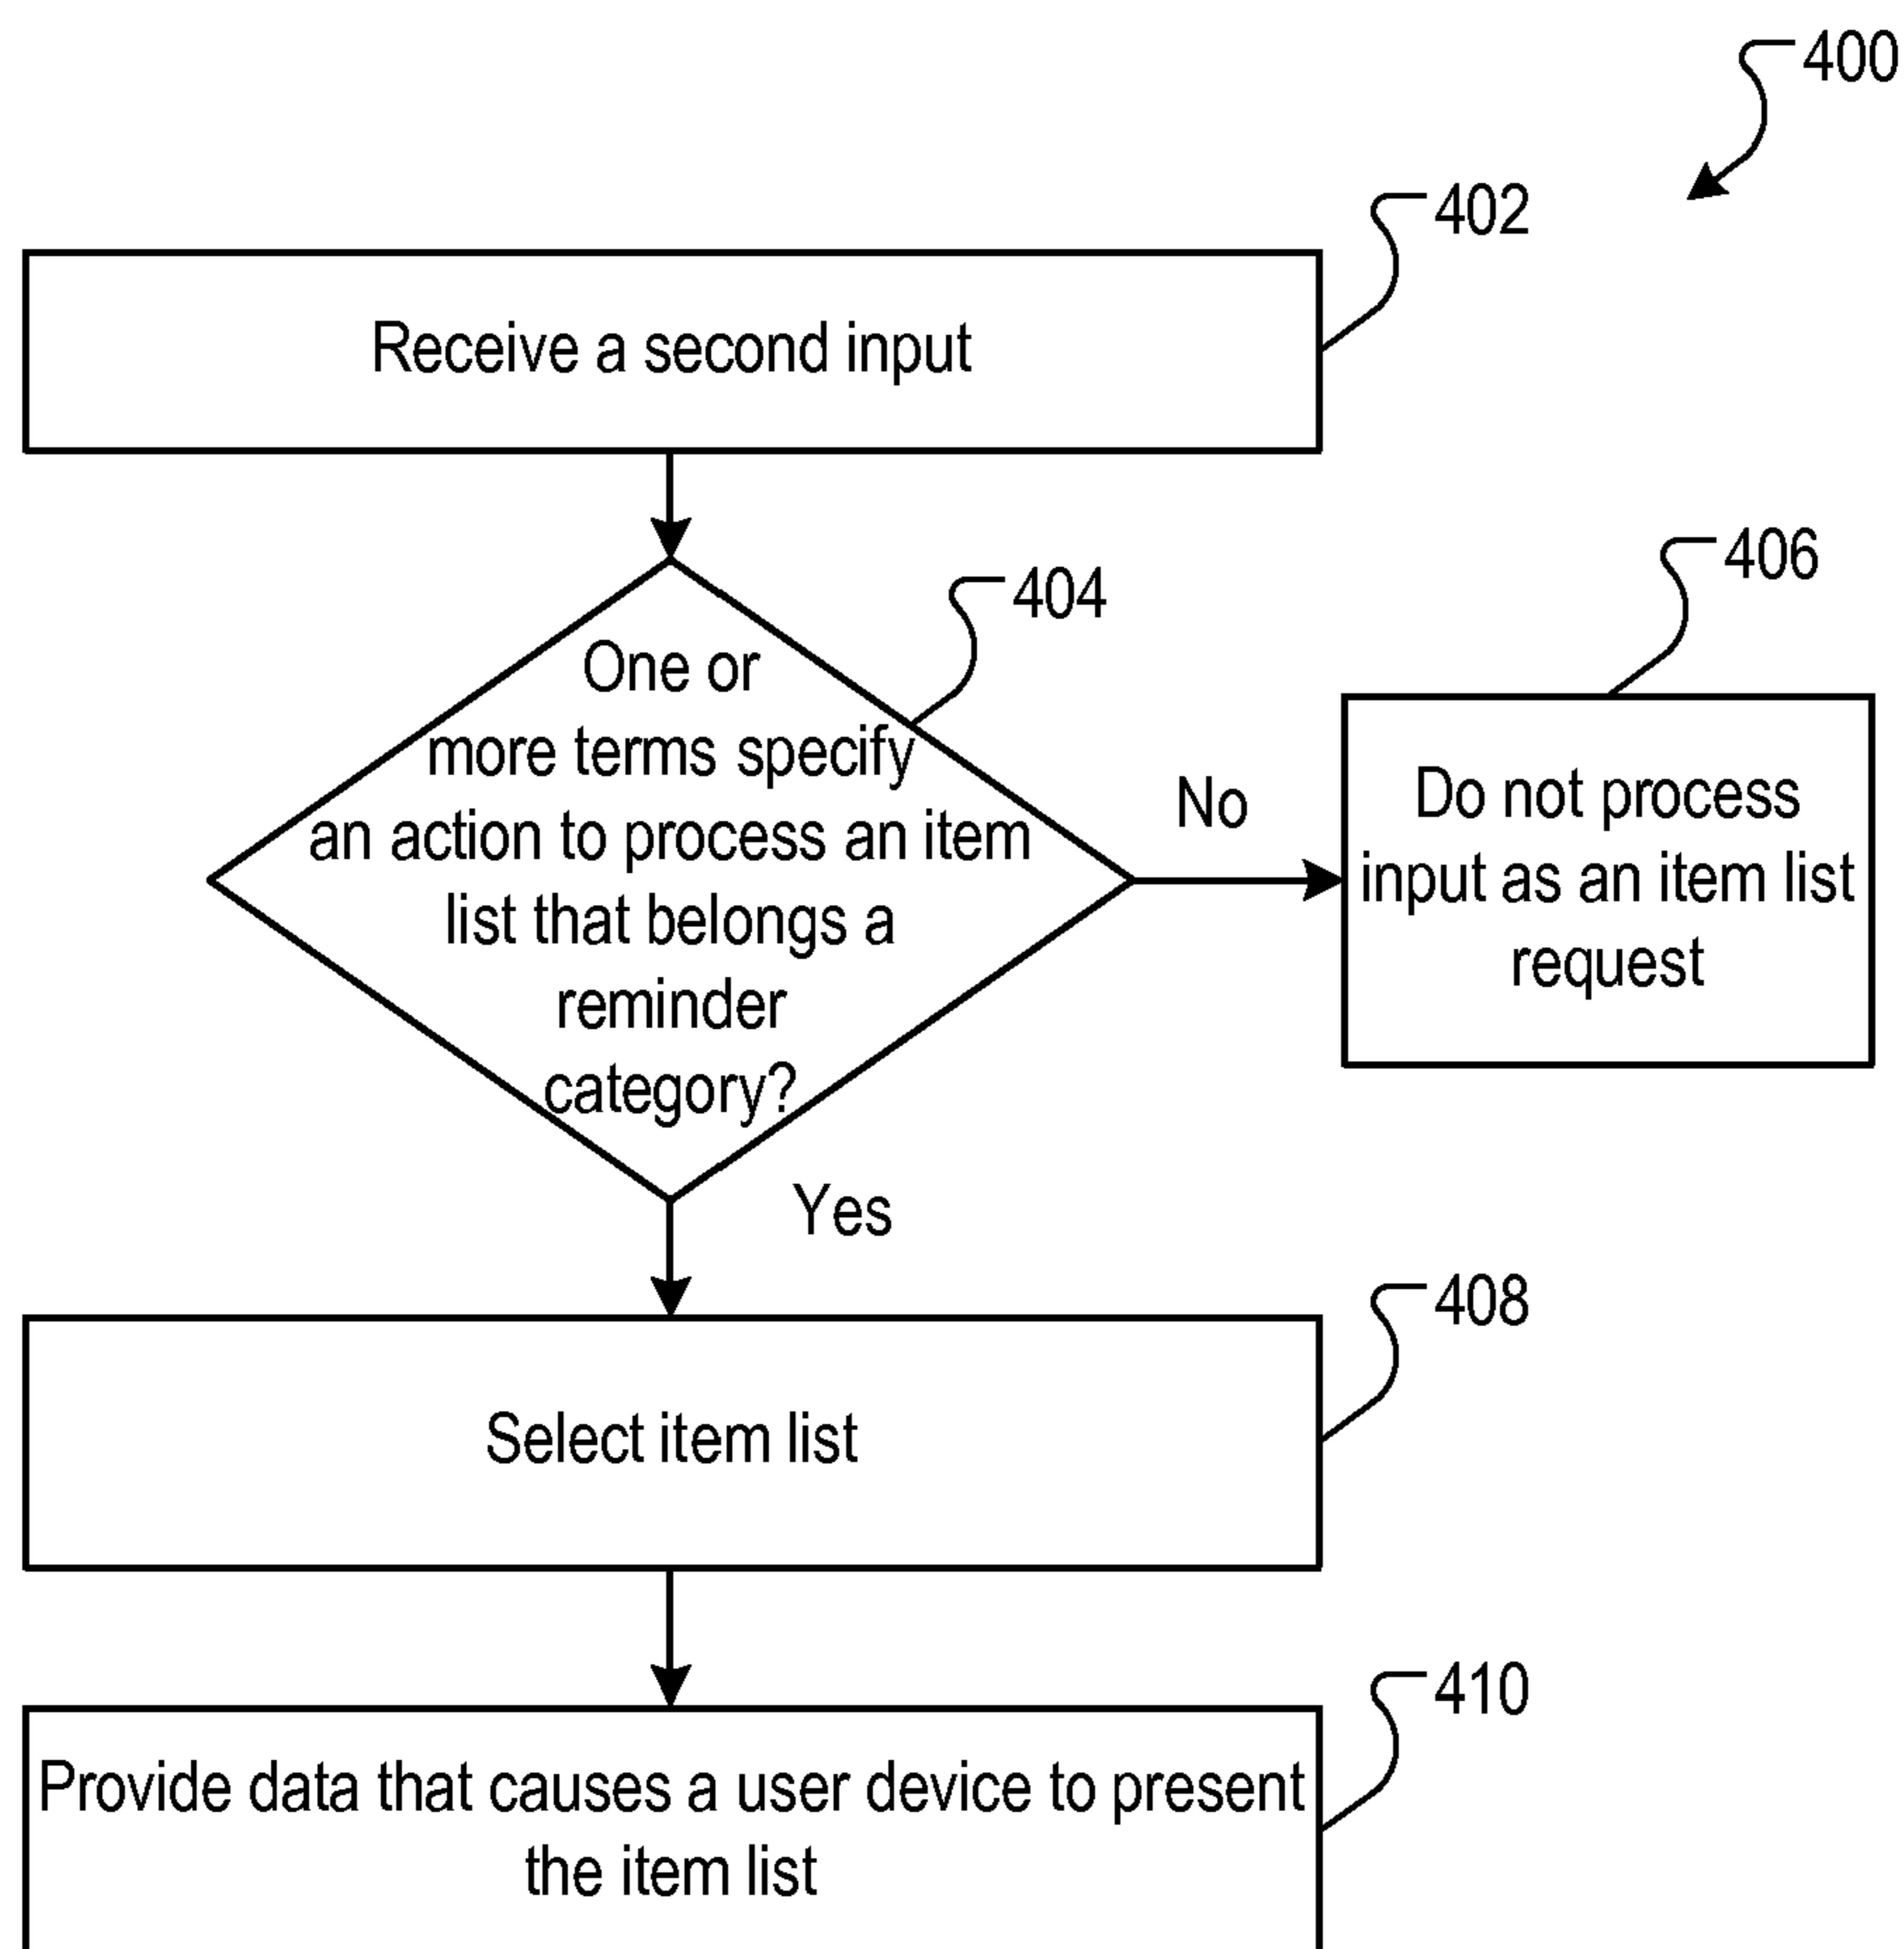 400
402
Receive a second input
404
One or
more terms specify
an action to process an item
list that belongs a
reminder
category?
No
406
Do not process
input as an item list
request
Yes
408
Select item list
410
Provide data that causes a user device to present
the item list